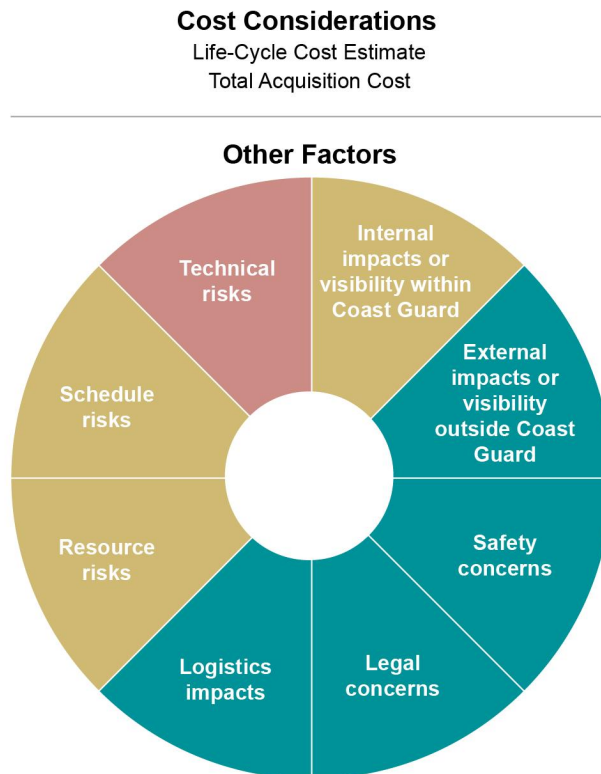 Cost Considerations
Life-Cycle Cost Estimate
Total Acquisition Cost
Other Factors
Technical
risks
Internal
impacts or
visibility within
Coast Guard
External
impacts or
visibility
outside Coast
Guard
Safety
concerns
Legal
concerns
Logistics
impacts
Resource
risks
Schedule
risks